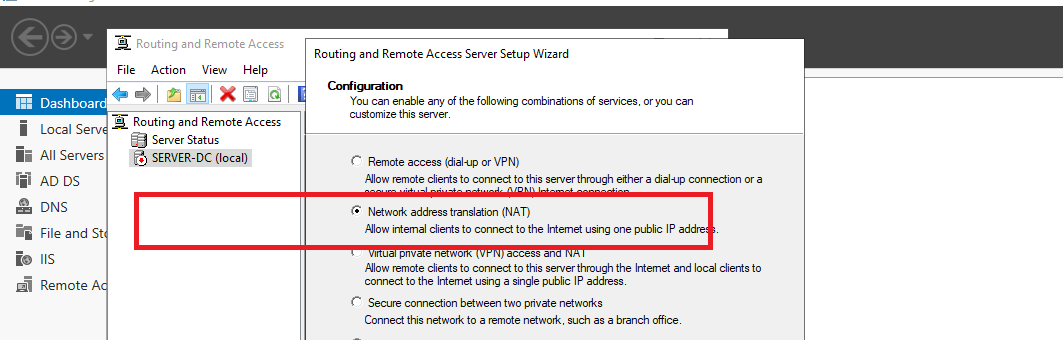 Routing and Remote Access
Routing and Remote Access Server Setup Wizard
File Action View Help
Configuration
You can enable any of the following combinations of services, or you can
customize this server.
Dashboard
Local Serve
All Servers
AD DS
DNS
File and Sto
IIS
Remote Ac
Routing and Remote Access
Server Status
SERVER-DC (local)
Remote access (dial-up or VPN)
Allow remote clients to connect to this server through either a dial-up connection or a
secure virtual private network (VPN) Internet connection.
Network address translation (NAT)
Allow internal clients to connect to the Internet using one public IP address.
Virtual private network (VPN) access and NAT
Allow remote clients to connect to this server through the Internet and local clients to
connect to the Internet using a single public IP address.
Secure connection between two private networks
Connect this network to a remote network, such as a branch office.